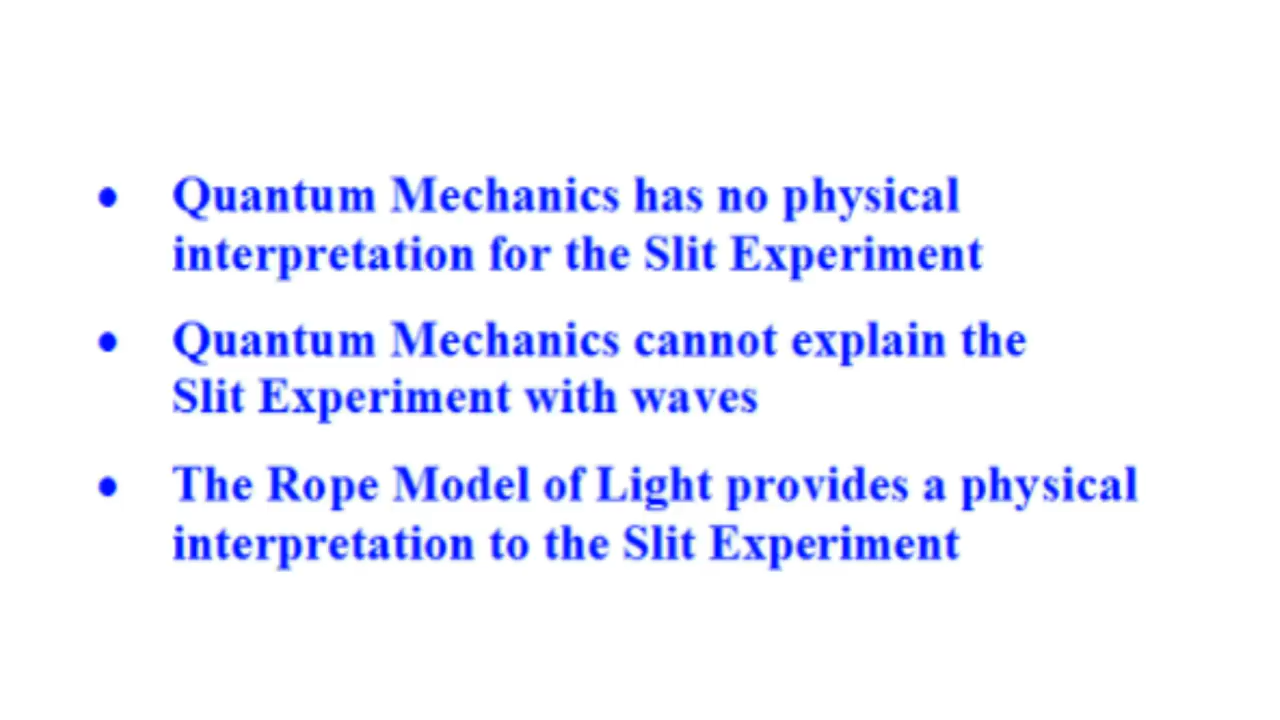 • Quantum Mechanics has no physical
interpretation for the Slit Experiment
• Quantum Mechanics cannot explain the
Slit Experiment with waves
• The Rope Model of Light provides a physical
interpretation to the Slit Experiment